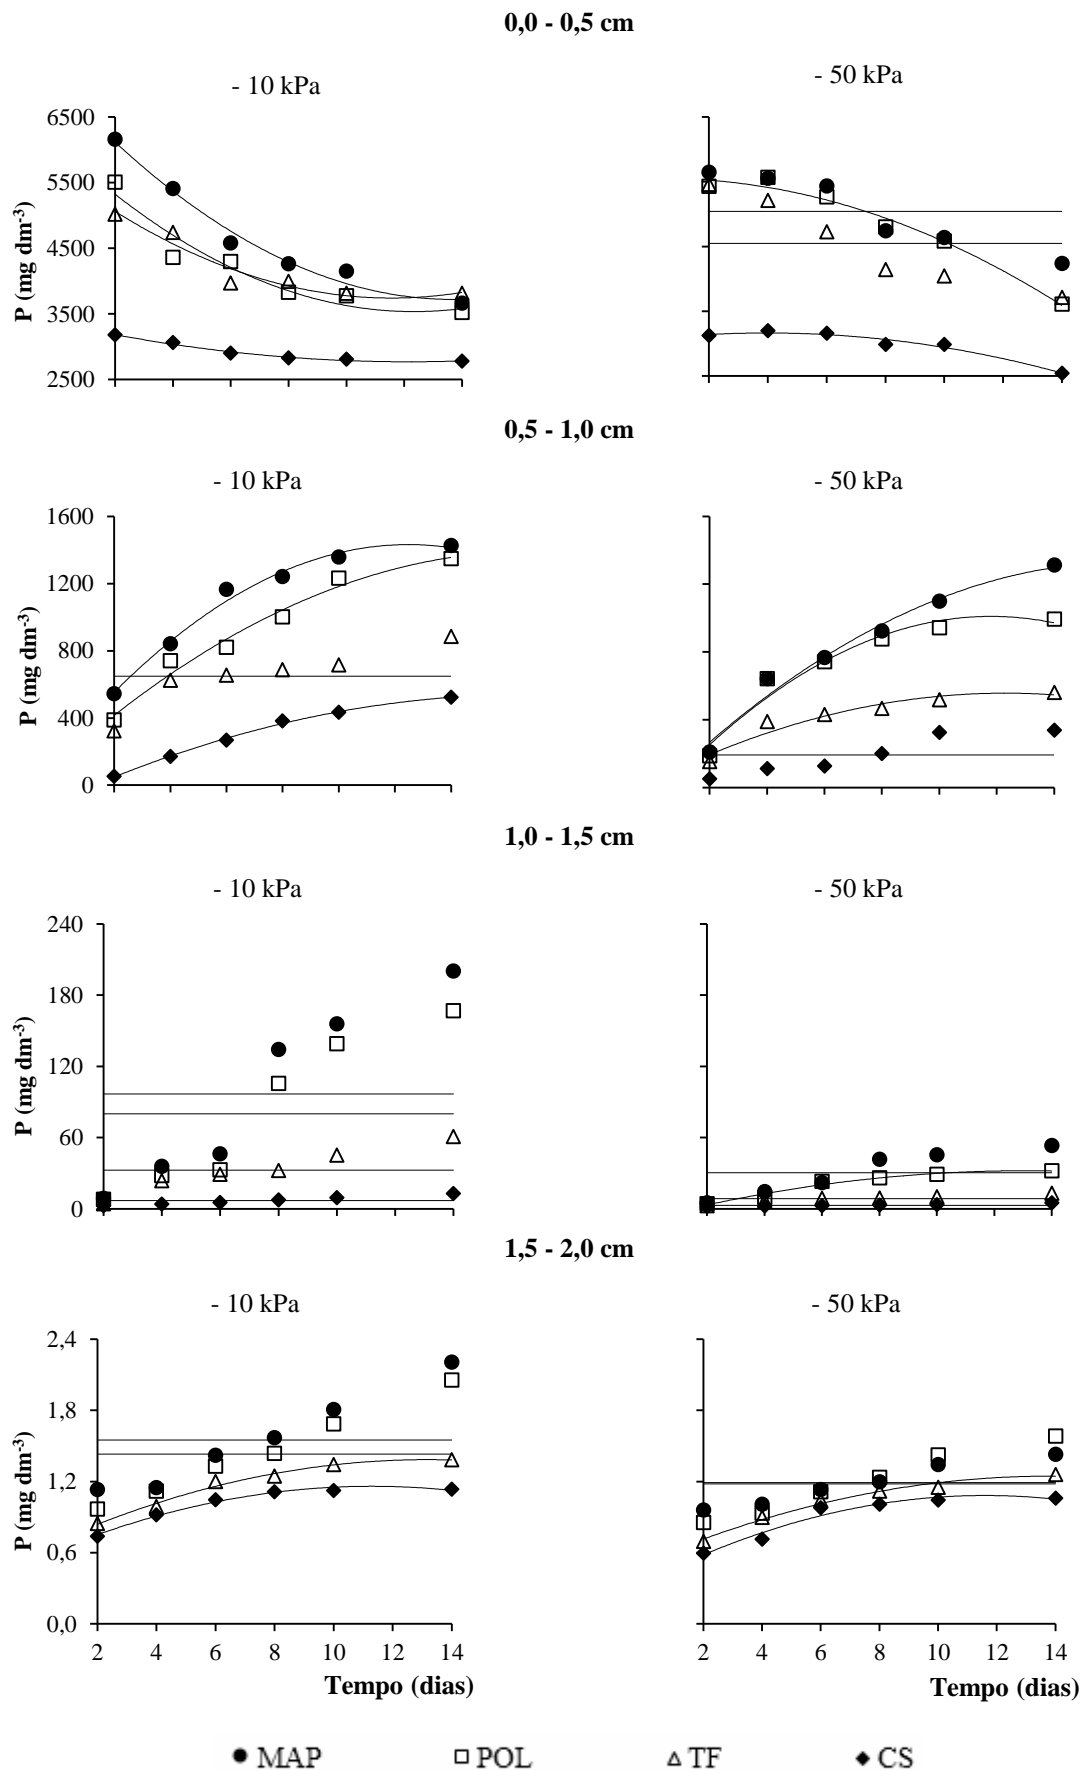 0,0 - 0,5 cm
- 10 kPa
- 50 kPa
6500
5500
4500
3500
2500
P (mg dm-3)
0,5 - 1,0 cm
- 10 kPa
- 50 kPa
1600
1200
800
400
0
P (mg dm-3)
1,0 - 1,5 cm
- 10 kPa
- 50 kPa
240
180
120
60
0
P (mg dm-3)
1,5 - 2,0 cm
- 10 kPa
- 50 kPa
2,4
1,8
1,2
0,6
0,0
P (mg dm-3)
2 4 6 8 10 12 14
2 4 6 8 10 12 14
Tempo (dias)
Tempo (dias)
MAP POL TF CS